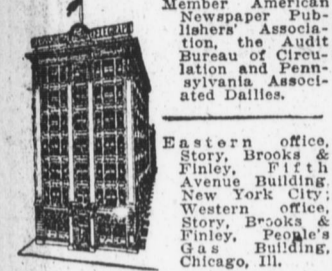 Member American
Newspaper Pub-
lishers' Associa-
tion, the Audit
Bureau of Circu-
lation and Penn-
sylvania Associ-
ated Dailies.
Eastern office,
Story, Brooks &
Finley, Fifth
Avenue Building
New York City;
Western office,
Story, Brooks &
Finley, People's
Gas Building,
Chicago, Ill.